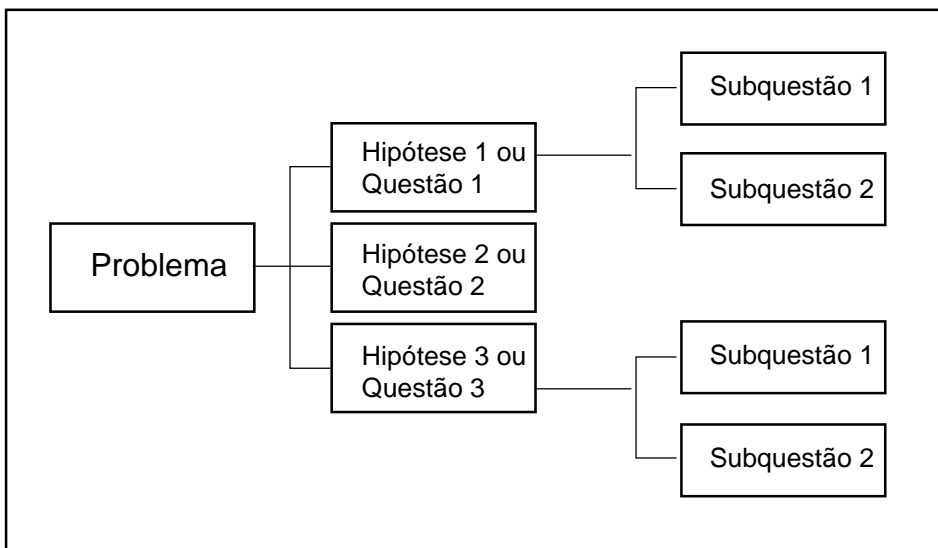 Problema
Hipótese 1 ou
Questão 1
Hipótese 2 ou
Questão 2
Hipótese 3 ou
Questão 3
Subquestão 1
Subquestão 2
Subquestão 1
Subquestão 2